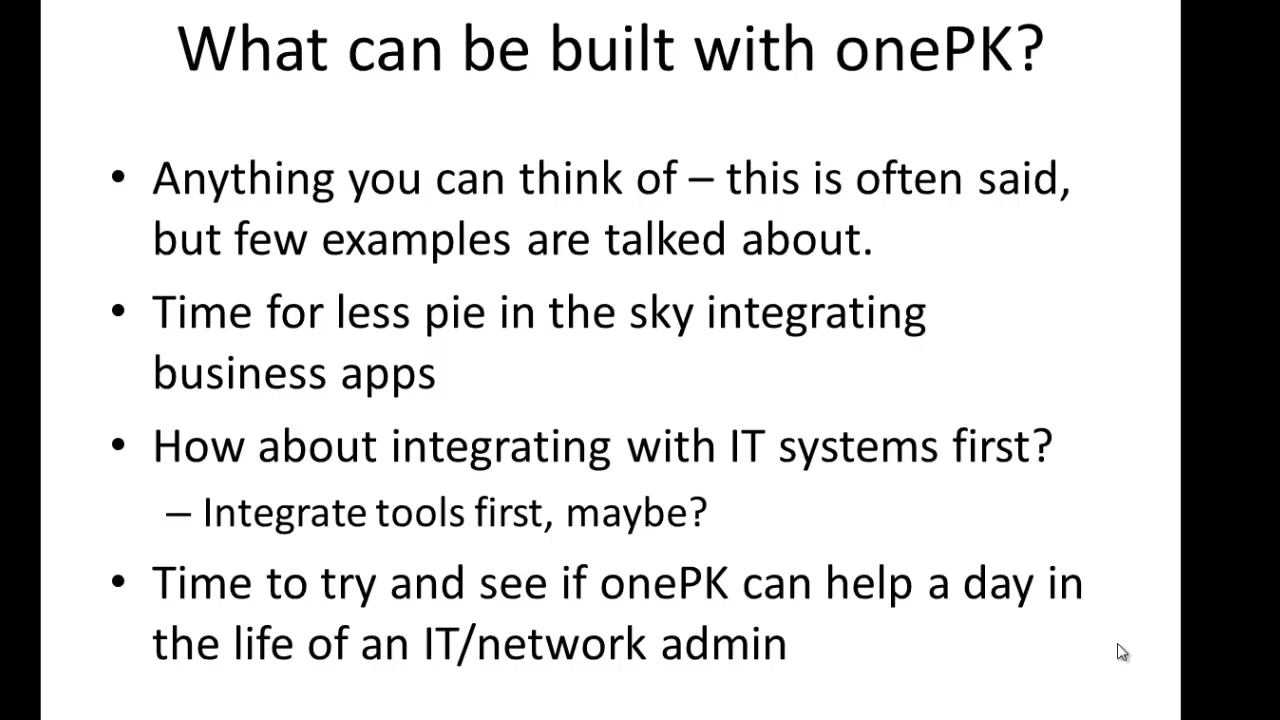 What can be built with onePK?
• Anything you can think of – this is often said,
but few examples are talked about.
• Time for less pie in the sky integrating
business apps
• How about integrating with IT systems first?
– Integrate tools first, maybe?
• Time to try and see if onePK can help a day in
the life of an IT/network admin